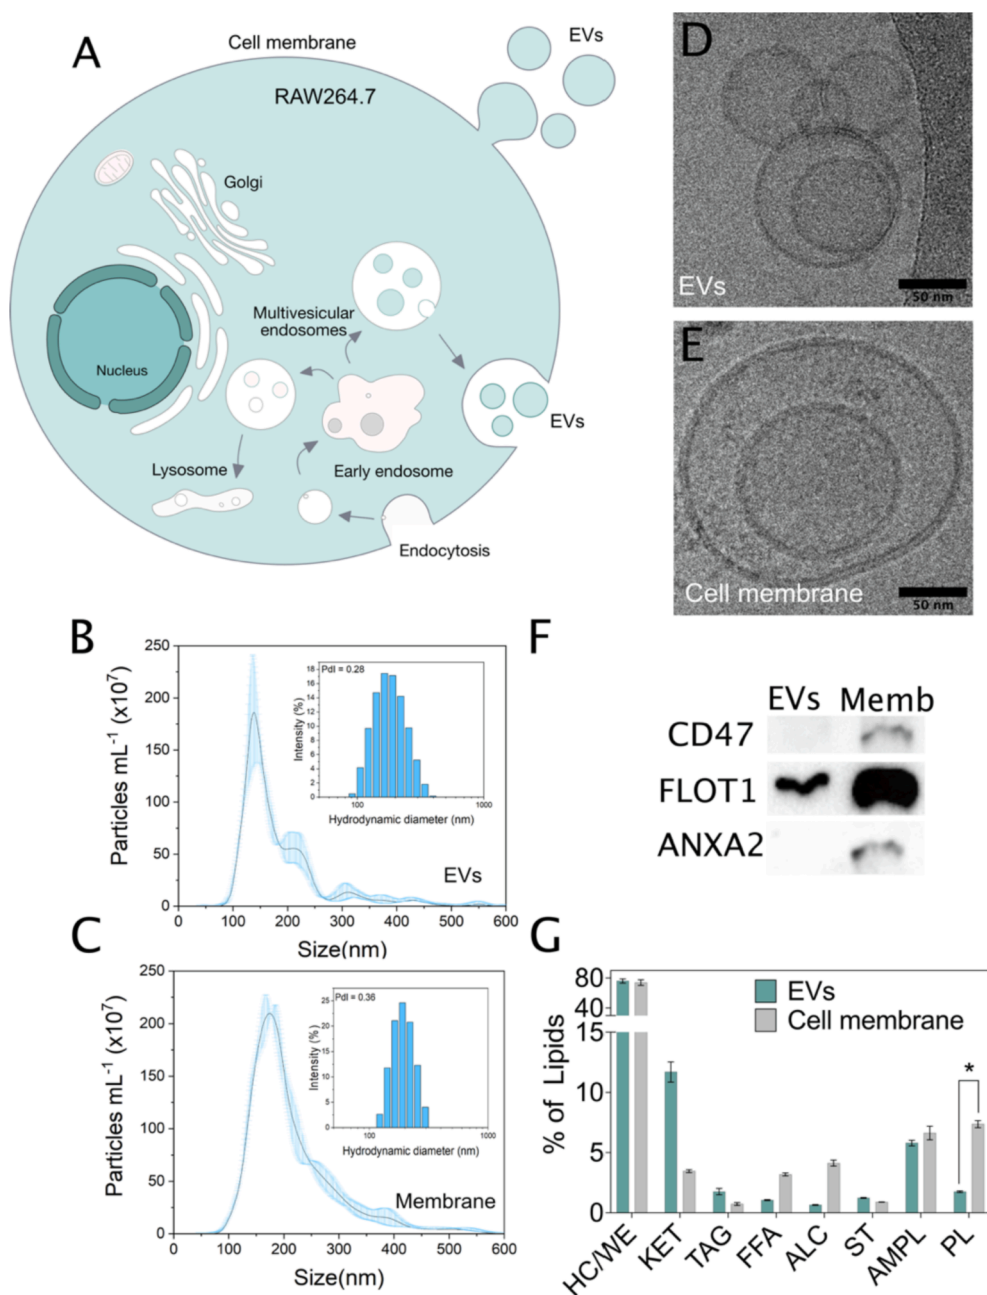 A
Cell membrane
EVs
RAW264.7
Golgi
Multivesicular
endosomes
Nucleus
EVs
Lysosome
Early endosome
Endocytosis
D
EVs
50 nm
E
Cell membrane
50 nm
B
Particles mL⁻¹ (x10⁷)
250
200
150
100
50
0
0 100 200 300 400 500 600
Size(nm)
EVs
PdI = 0.28
Intensity (%)
18
16
14
12
10
8
6
4
2
0
100 1000
Hydrodynamic diameter (nm)
C
Particles mL⁻¹ (x10⁷)
250
200
150
100
50
0
0 100 200 300 400 500 600
Size(nm)
Membrane
PdI = 0.36
Intensity (%)
25
20
15
10
5
0
100 1000
Hydrodynamic diameter (nm)
F
EVs Memb
CD47
FLOT1
ANXA2
G
% of Lipids
80
40
15
10
5
0
EVs
Cell membrane
*
HC/WE KET TAG FFA ALC ST AMPL PL